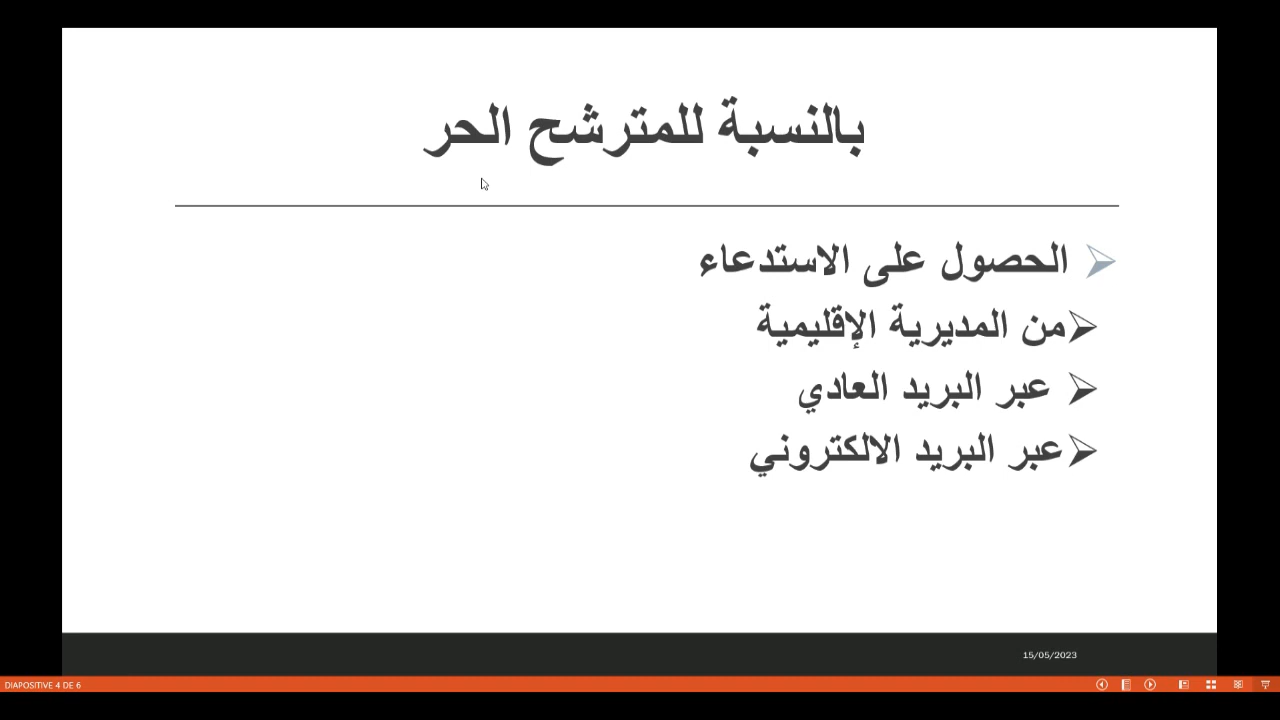 بالنسبة للمترشح الحر
الحصول على الاستدعاء
من المديرية الإقليمية
عبر البريد العادي
عبر البريد الالكتروني
15/05/2023
DIAPOSITIVE 4 DE 6